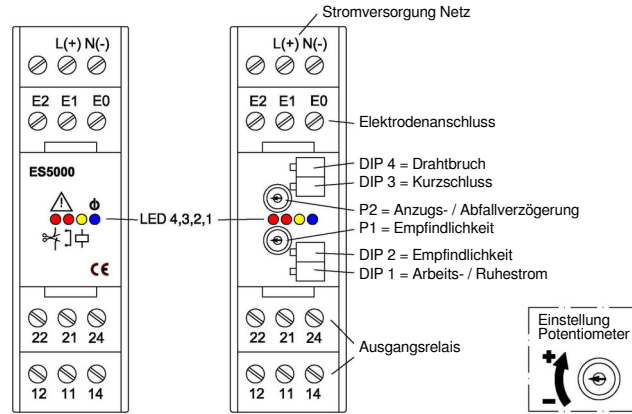 Stromversorgung Netz
L(+) N(-)
L(+) N(-)
E2 E1 E0
E2 E1 E0
Elektrodenanschluss
ES5000
DIP 4 = Drahtbruch
DIP 3 = Kurzschluss
P2 = Anzugs- / Abfallverzögerung
LED 4,3,2,1
P1 = Empfindlichkeit
DIP 2 = Empfindlichkeit
DIP 1 = Arbeits- / Ruhestrom
CE
22 21 24
22 21 24
Ausgangsrelais
12 11 14
12 11 14
Einstellung
Potentiometer
+
-